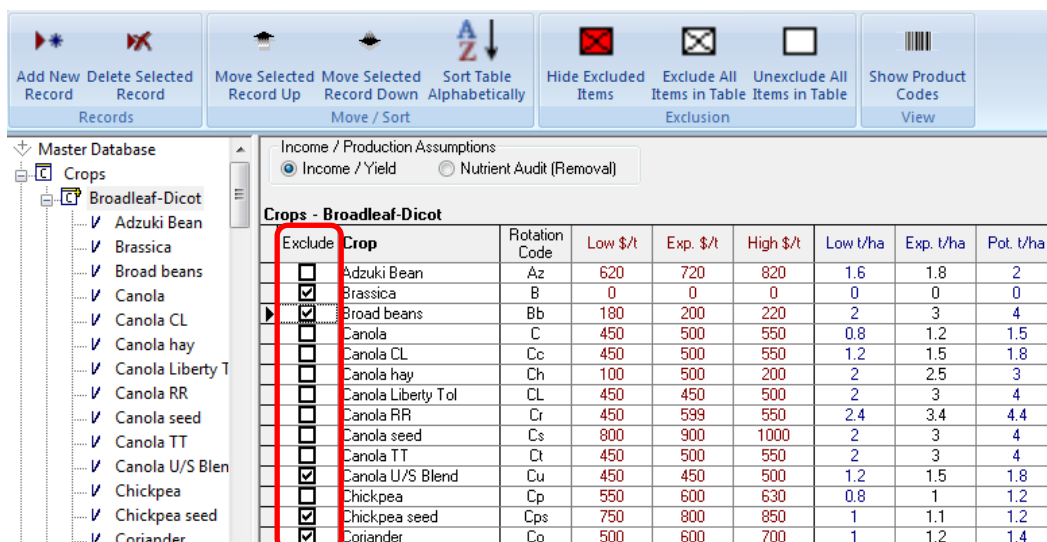 Add New Delete Selected Move Selected Move Selected Sort Table Hide Excluded Exclude All Unexclude All Show Product
Record Record Record Up Record Down Alphabetically Items Items in Table Items in Table Codes
Records Move / Sort Exclusion View
Master Database
Crops
Broadleaf-Dicot
Adzuki Bean
Brassica
Broad beans
Canola
Canola CL
Canola hay
Canola Liberty T
Canola RR
Canola seed
Canola TT
Canola U/S Blen
Chickpea
Chickpea seed
Coriander
Income / Production Assumptions
Income / Yield Nutrient Audit (Removal)
Crops - Broadleaf-Dicot
Exclude Crop Rotation Code Low $/t Exp. $/t High $/t Low t/ha Exp. t/ha Pot. t/ha
Adzuki Bean Az 620 720 820 1.6 1.8 2
Brassica B 0 0 0 0 0 0
Broad beans Bb 180 200 220 2 3 4
Canola C 450 500 550 0.8 1.2 1.5
Canola CL Cc 450 500 550 1.2 1.5 1.8
Canola hay Ch 100 500 200 2 2.5 3
Canola Liberty Tol CL 450 450 500 2 3 4
Canola RR Cr 450 599 550 2.4 3.4 4.4
Canola seed Cs 800 900 1000 2 3 4
Canola TT Ct 450 500 550 2 3 4
Canola U/S Blend Cu 450 450 500 1.2 1.5 1.8
Chickpea Cp 550 600 630 0.8 1 1.2
Chickpea seed Cps 750 800 850 1 1.1 1.2
Coriander Co 500 600 700 1 1.2 1.4